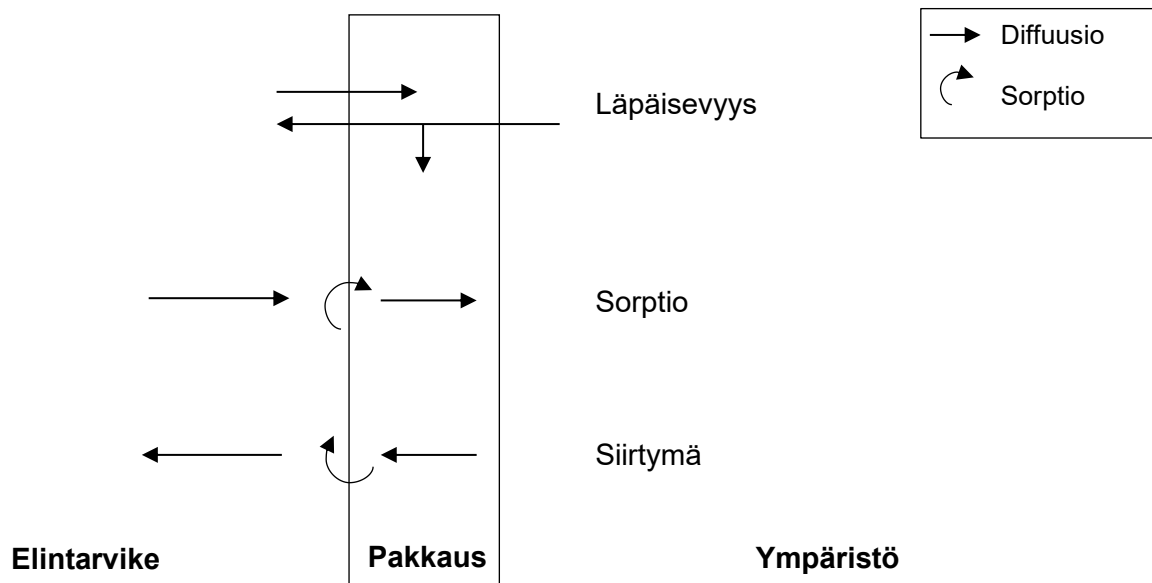 Diffuusio
Sorptio
Läpäisevyys
Sorptio
Siirtymä
Elintarvike Pakkaus Ympäristö